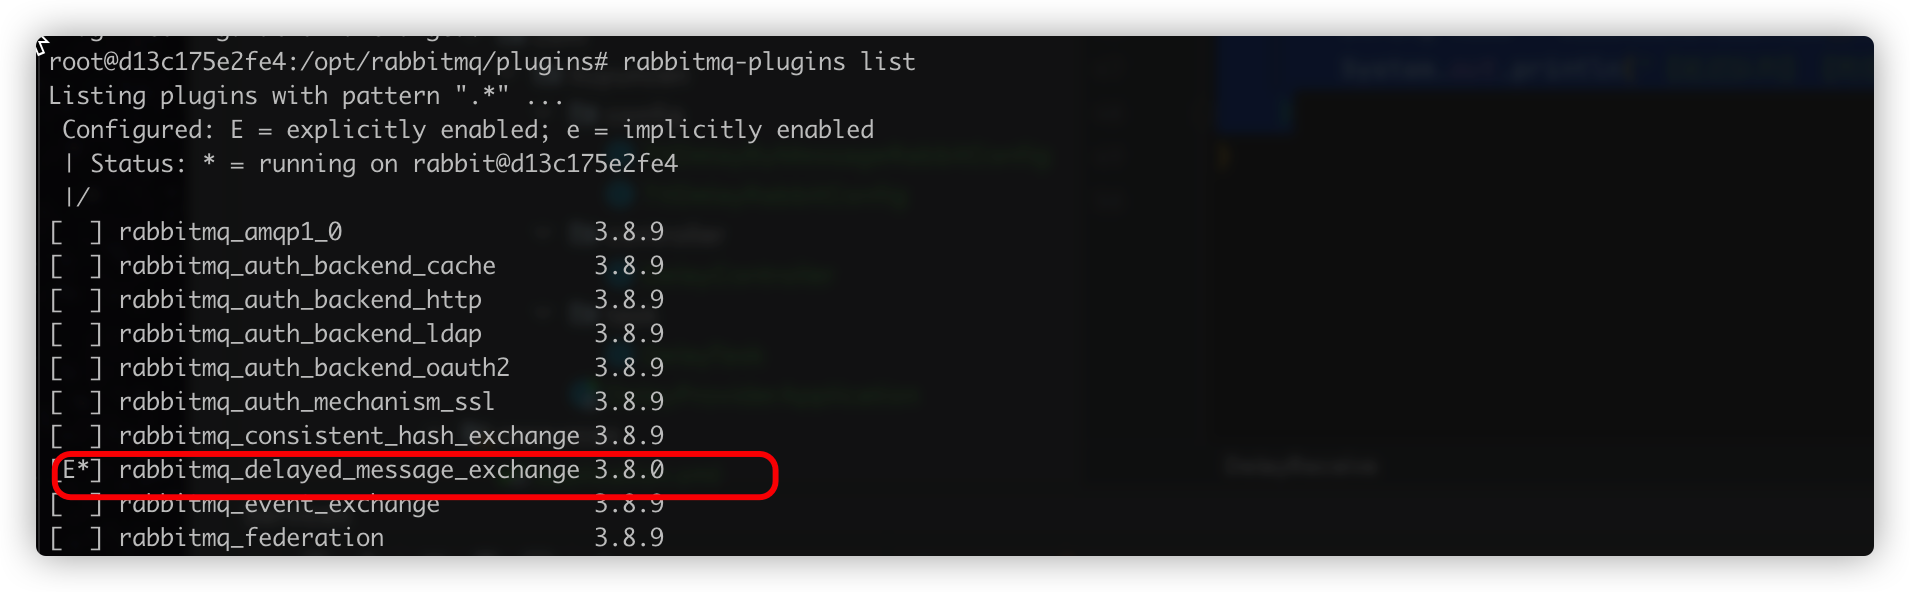 root@d13c175e2fe4:/opt/rabbitmq/plugins# rabbitmq-plugins list
Listing plugins with pattern ".*" ...
 Configured: E = explicitly enabled; e = implicitly enabled
 | Status: * = running on rabbit@d13c175e2fe4
 |/
[  ] rabbitmq_amqp1_0                  3.8.9
[  ] rabbitmq_auth_backend_cache       3.8.9
[  ] rabbitmq_auth_backend_http        3.8.9
[  ] rabbitmq_auth_backend_ldap        3.8.9
[  ] rabbitmq_auth_backend_oauth2      3.8.9
[  ] rabbitmq_auth_mechanism_ssl       3.8.9
[  ] rabbitmq_consistent_hash_exchange 3.8.9
[E*] rabbitmq_delayed_message_exchange 3.8.0
[  ] rabbitmq_event_exchange           3.8.9
[  ] rabbitmq_federation               3.8.9